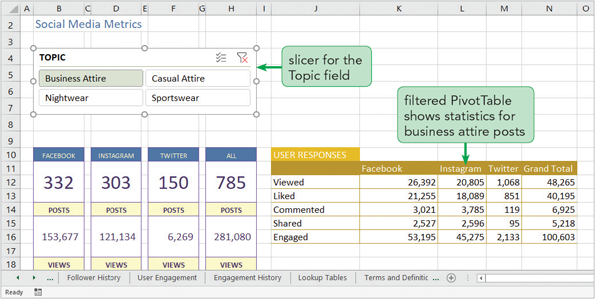 A B C D E F G H I J K L M N O
2 Social Media Metrics
3
4 TOPIC
slicer for the
Topic field
5 Business Attire Casual Attire
6 Nightwear Sportswear
7
filtered PivotTable
shows statistics for
business attire posts
8
9
10 FACEBOOK INSTAGRAM TWITTER ALL USER RESPONSES
11 Facebook Instagram Twitter Grand Total
12 332 303 150 785 Viewed 26,392 20,805 1,068 48,265
13 Liked 21,255 18,089 851 40,195
14 POSTS POSTS POSTS POSTS Commented 3,021 3,785 119 6,925
15 Shared 2,527 2,596 95 5,218
16 153,677 121,134 6,269 281,080 Engaged 53,195 45,275 2,133 100,603
17
18 VIEWS VIEWS VIEWS VIEWS
... Follower History User Engagement Engagement History Lookup Tables Terms and Definitic ...
Ready